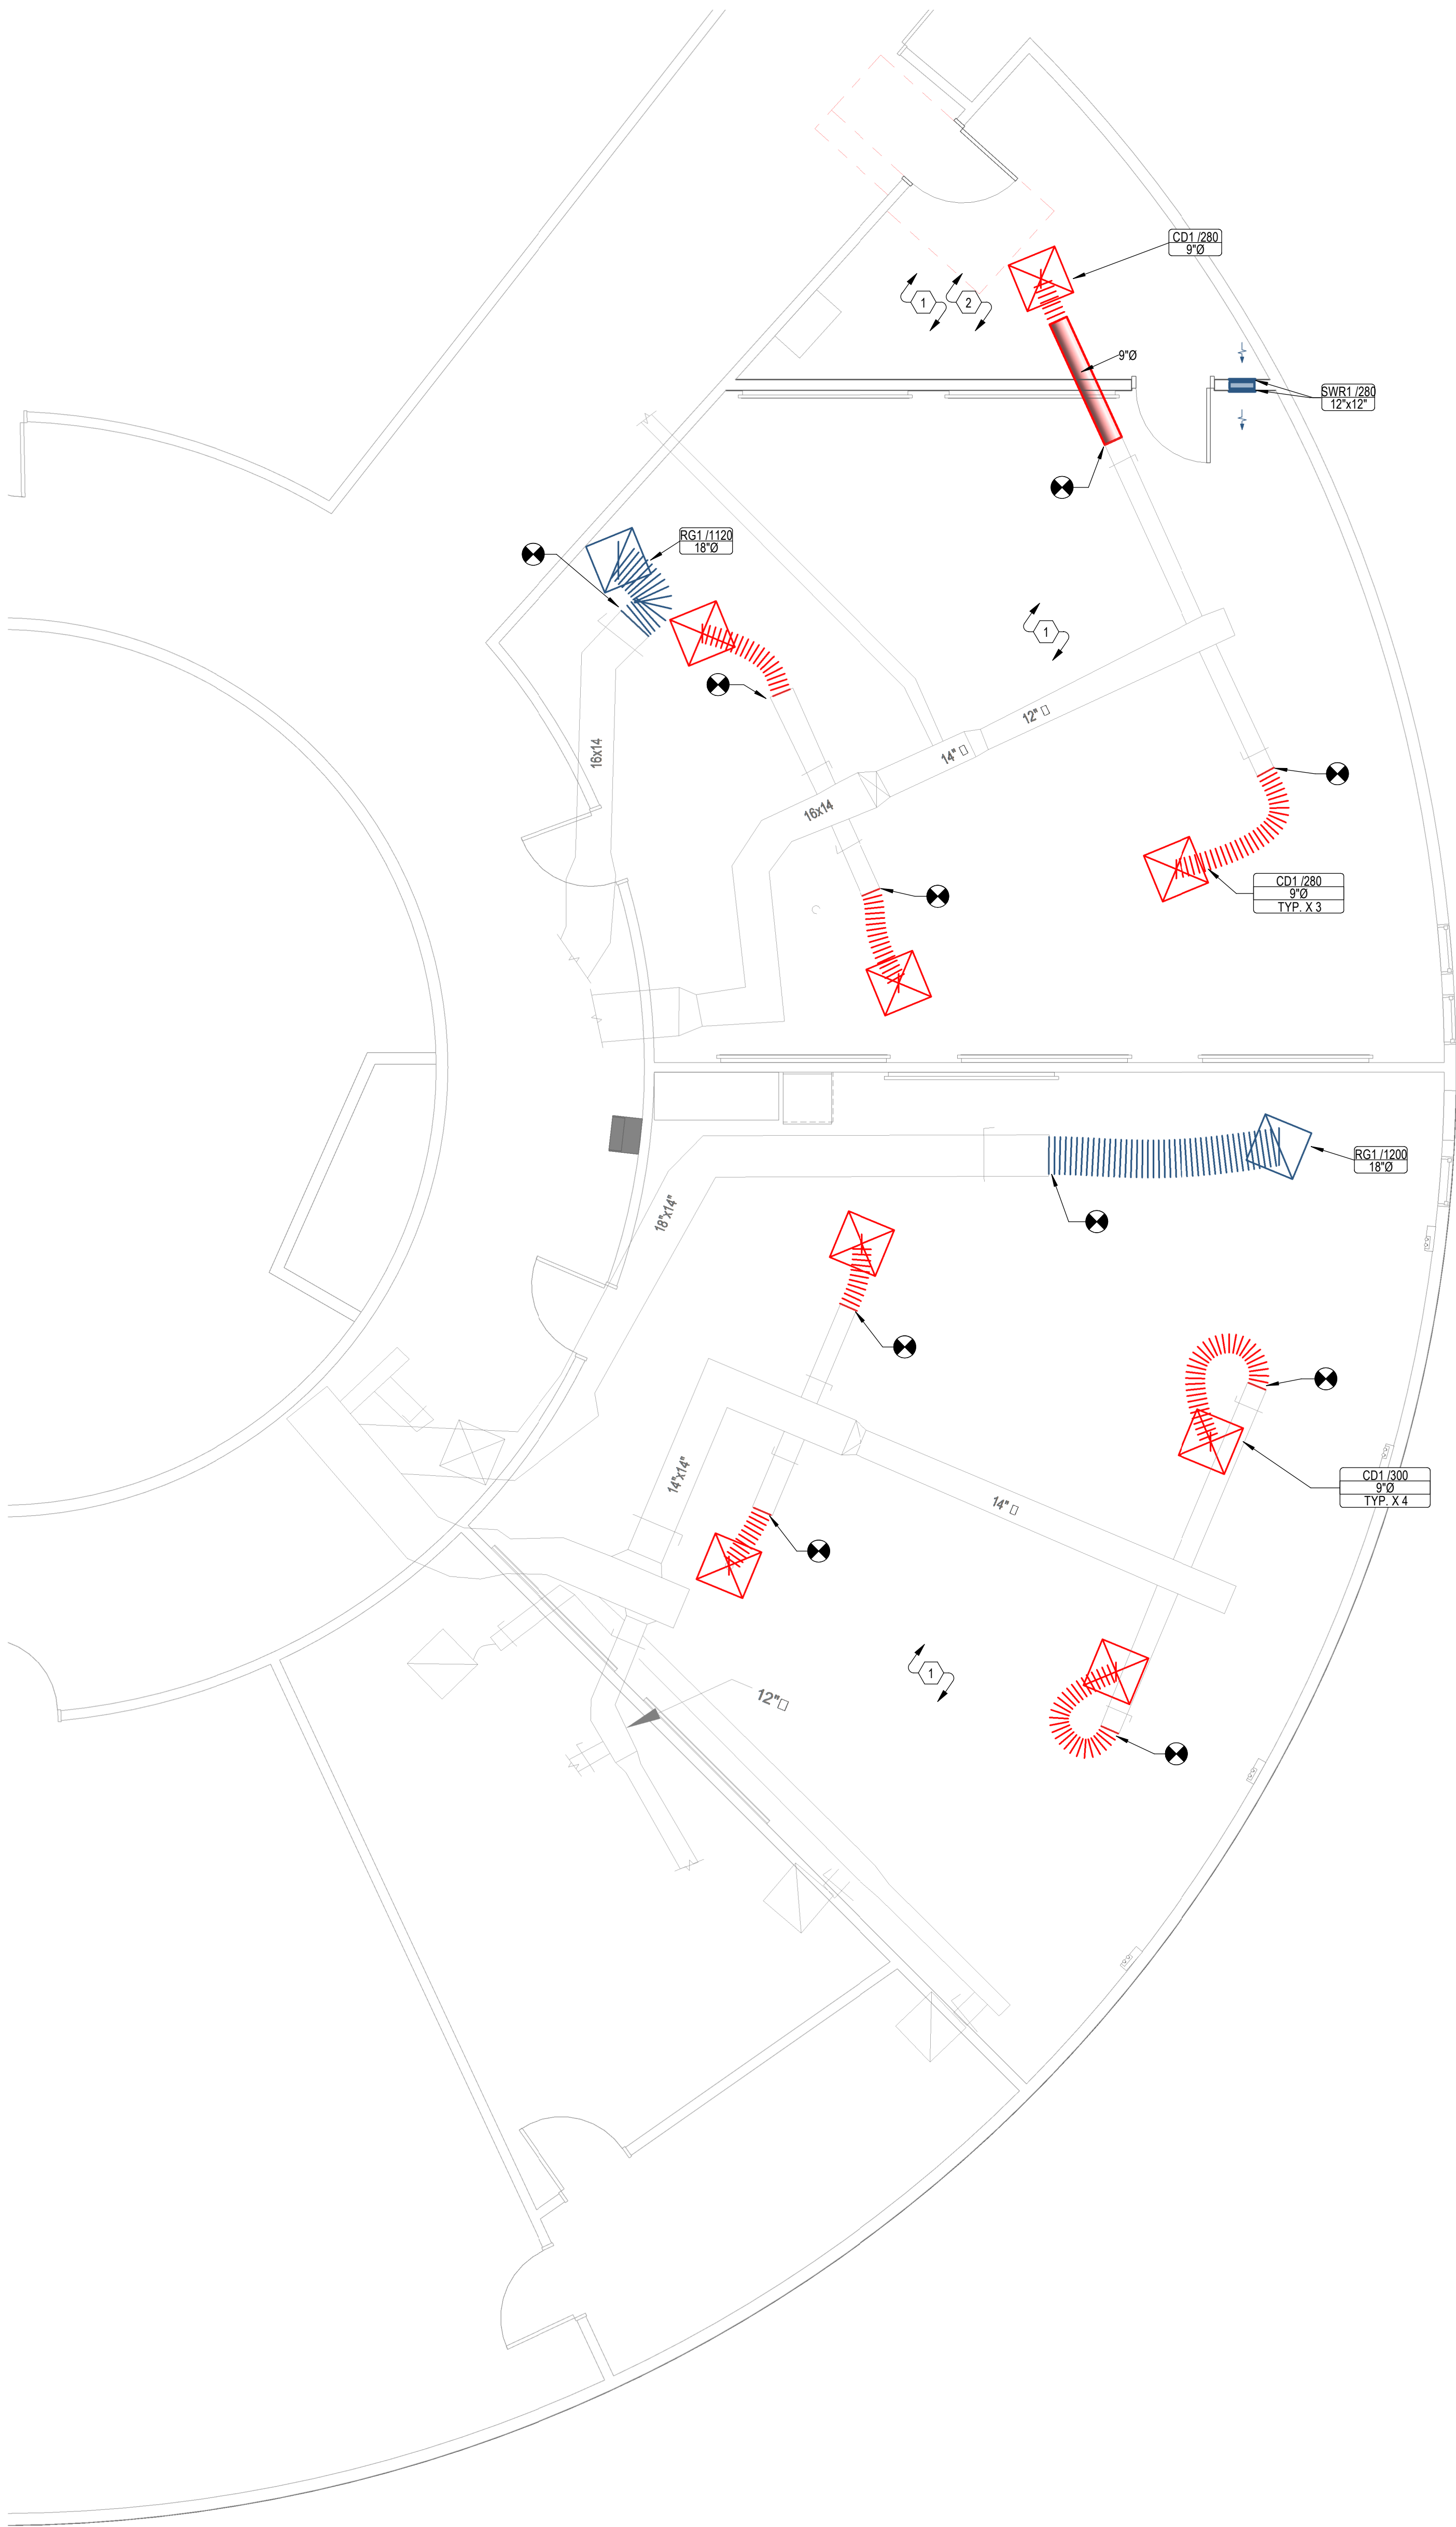 CD1 /280
9"Ø
1
2
9"Ø
SWR1 /280
12"x12"
RG1 /1120
18"Ø
1
12" □
14" □
16x14
16x14
CD1 /280
9"Ø
TYP. X 3
RG1 /1200
18"Ø
18"x14"
14"x14"
14" □
CD1 /300
9"Ø
TYP. X 4
1
12"□